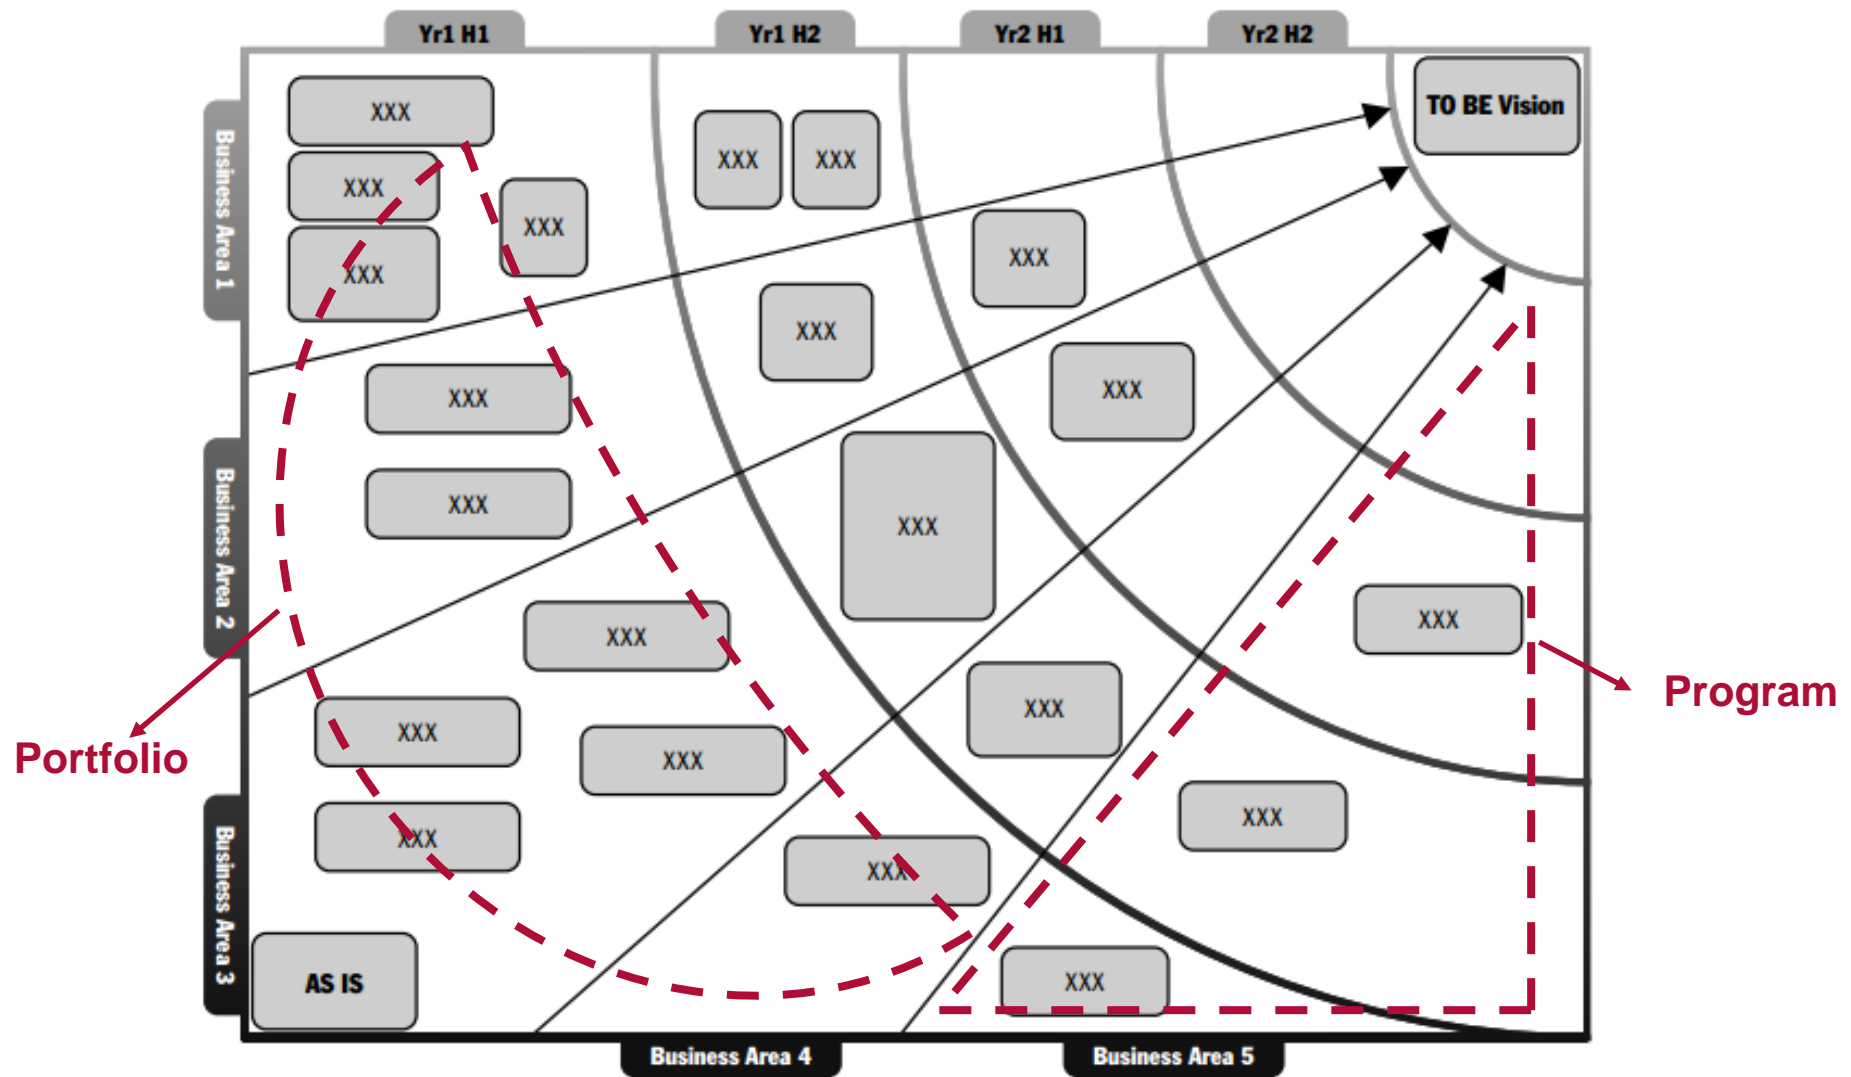 Yr1 H1
Yr1 H2
Yr2 H1
Yr2 H2
TO BE Vision
Business Area 1
XXX
XXX
XXX
XXX
XXX
XXX
XXX
XXX
XXX
Business Area 2
XXX
XXX
XXX
XXX
XXX
XXX
Program
Portfolio
XXX
XXX
XXX
XXX
XXX
XXX
Business Area 3
AS IS
XXX
Business Area 4
Business Area 5